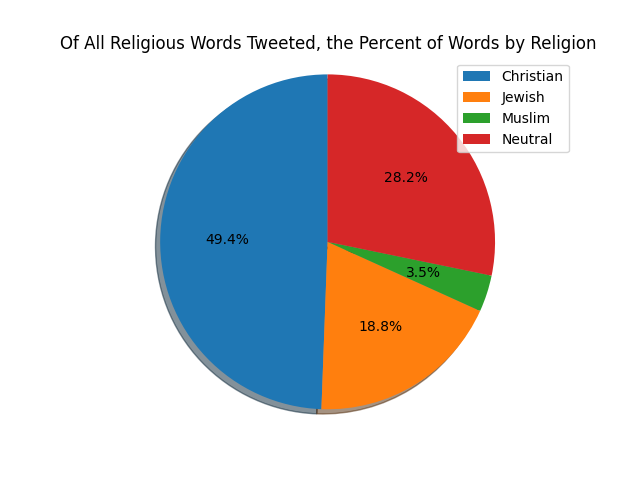 Of All Religious Words Tweeted, the Percent of Words by Religion
Christian
Jewish
Muslim
Neutral
28.2%
49.4%
3.5%
18.8%